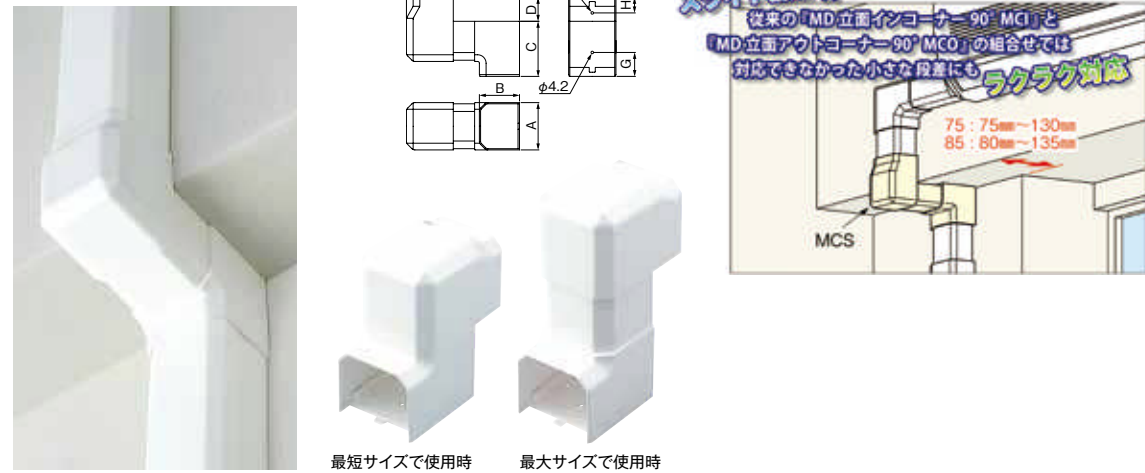 従来の『MD立面インコーナー90°MCI』と
『MD立面アウトコーナー90°MCO』の組合せでは
対応できなかった小さな段差にも ラクラク対応
D
C
H
G
φ4.2
B
A
75：75㎜～130㎜
85：80㎜～135㎜
MCS
最短サイズで使用時
最大サイズで使用時